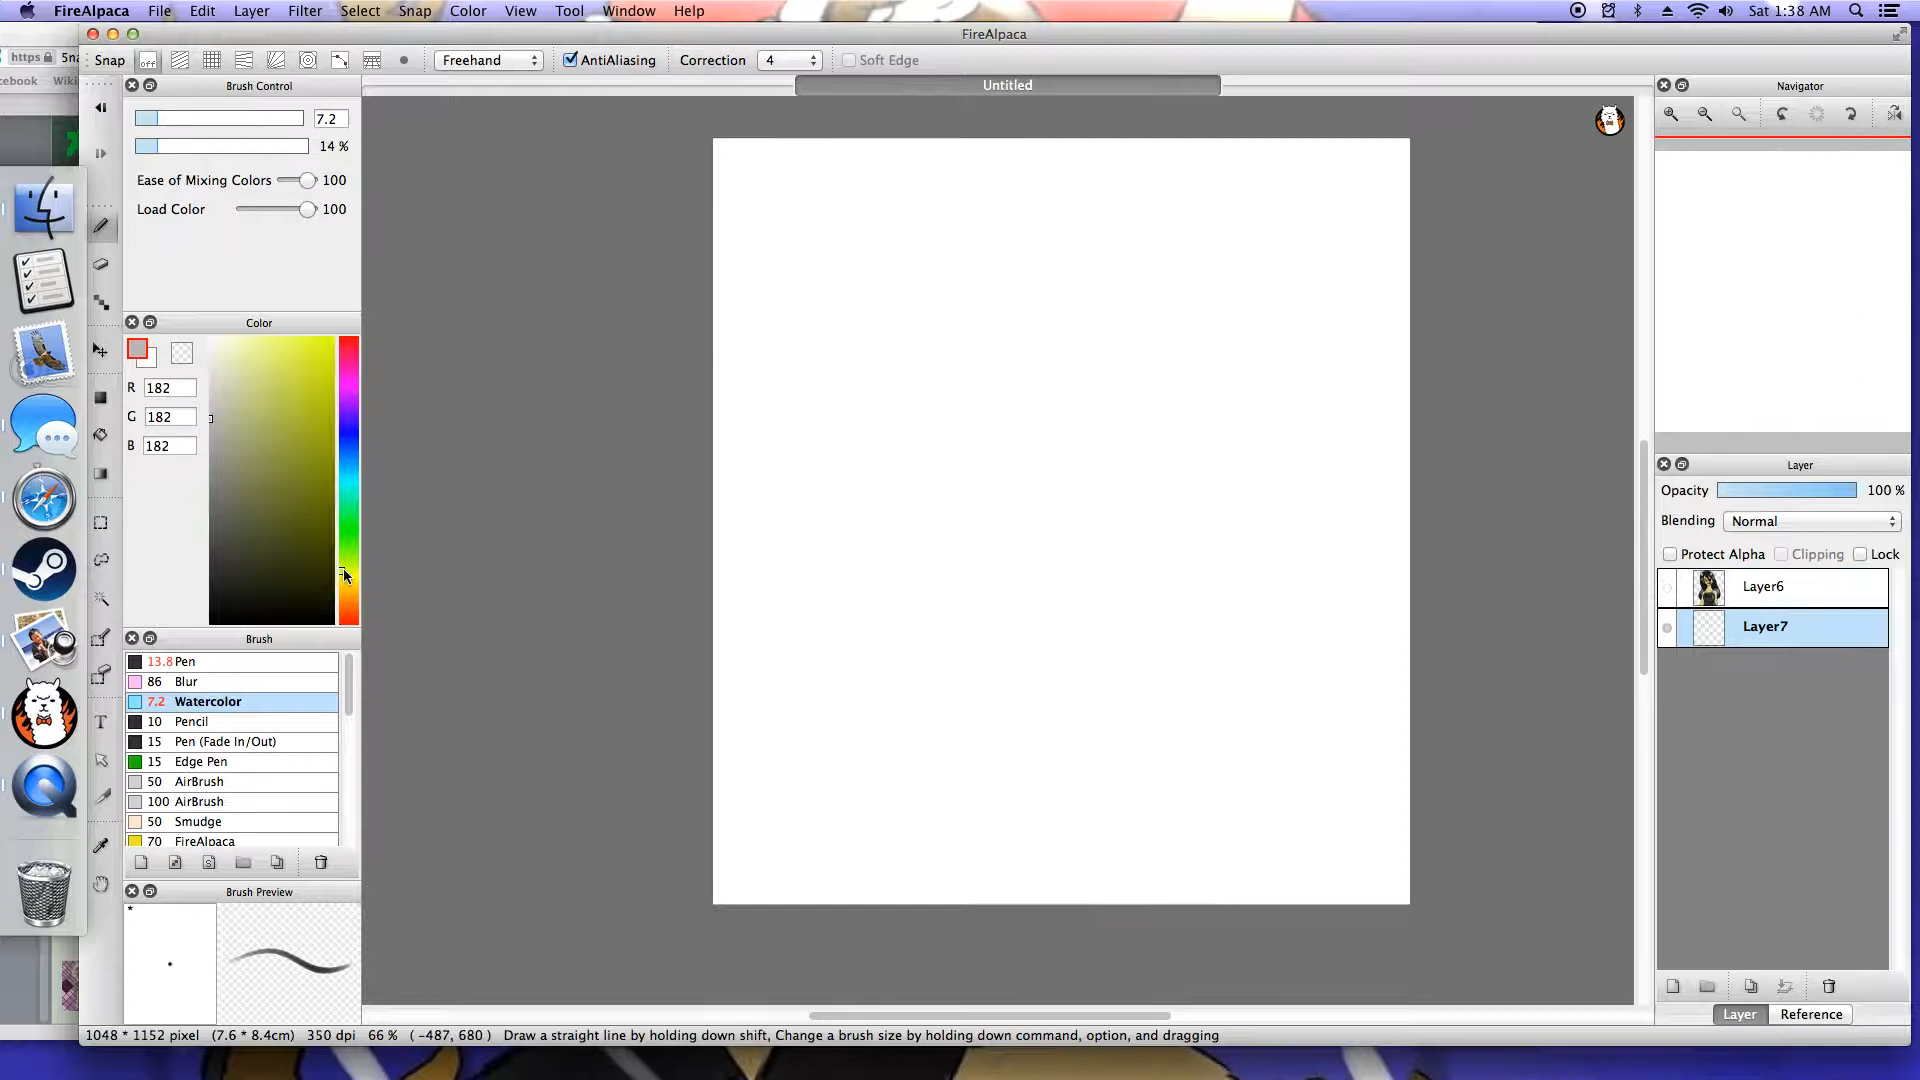 FireAlpaca File Edit Layer Filter Select Snap Color View Tool Window Help Sat 1:38 AM
FireAlpaca
https Sna
Snap off Freehand AntiAliasing Correction 4 Soft Edge
cebook Wiki
Brush Control Untitled Navigator
7.2
14 %
Ease of Mixing Colors 100
Load Color 100
Color
R 182
G 182
B 182
Layer
Opacity 100 %
Blending Normal
Protect Alpha Clipping Lock
Layer6
Layer7
Brush
13.8 Pen
86 Blur
7.2 Watercolor
10 Pencil
15 Pen (Fade In/Out)
15 Edge Pen
50 AirBrush
100 AirBrush
50 Smudge
70 FireAlpaca
T
S
Brush Preview
*
Layer Reference
1048 * 1152 pixel (7.6 * 8.4cm) 350 dpi 66 % ( -487, 680 ) Draw a straight line by holding down shift, Change a brush size by holding down command, option, and dragging